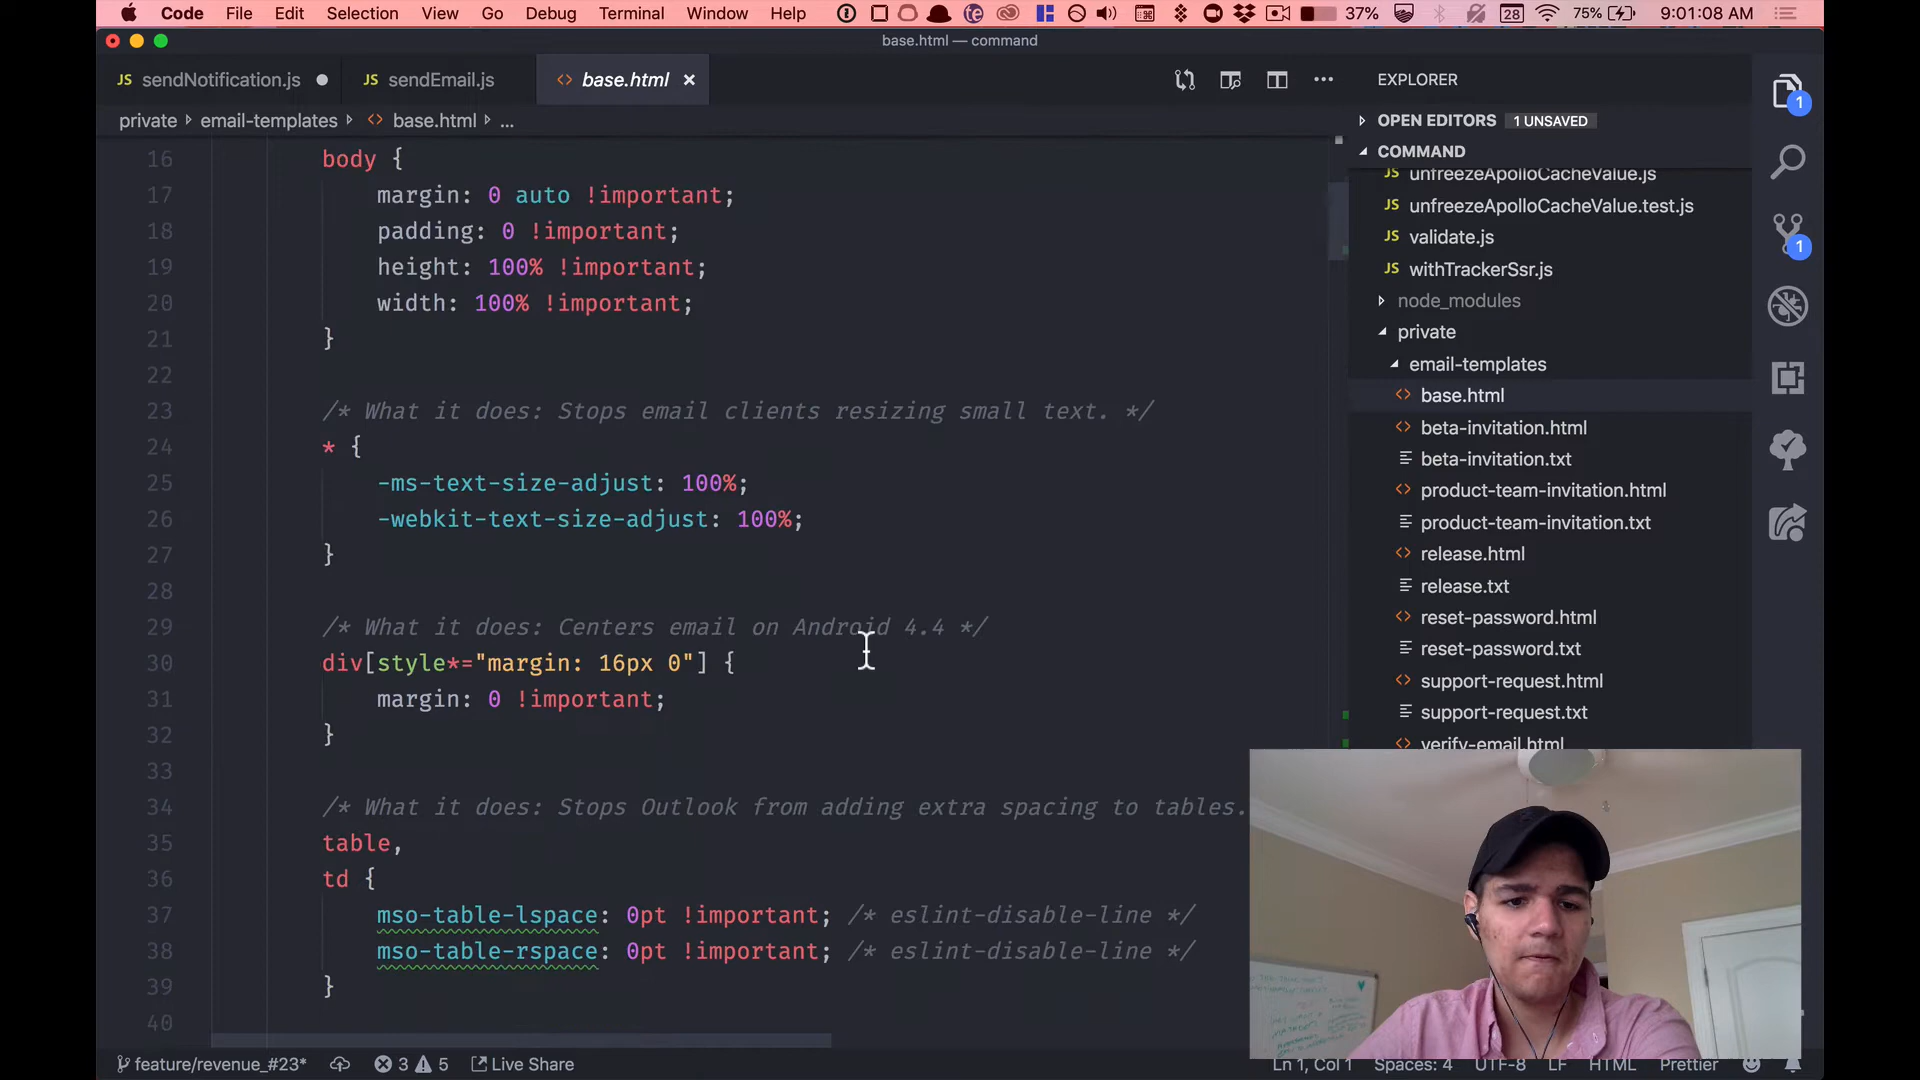 Code File Edit Selection View Go Debug Terminal Window Help 37% 28 75% 9:01:08 AM
base.html — command
JS sendNotification.js JS sendEmail.js <> base.html × EXPLORER
private email-templates <> base.html ...
OPEN EDITORS 1 UNSAVED
COMMAND
JS unfreezeApolloCacheValue.js
JS unfreezeApolloCacheValue.test.js
JS validate.js
JS withTrackerSsr.js
node_modules
private
email-templates
<> base.html
<> beta-invitation.html
beta-invitation.txt
<> product-team-invitation.html
product-team-invitation.txt
<> release.html
release.txt
<> reset-password.html
reset-password.txt
<> support-request.html
support-request.txt
<> verify-email.html
1
1
16 body {
17 margin: 0 auto !important;
18 padding: 0 !important;
19 height: 100% !important;
20 width: 100% !important;
21 }
22
23 /* What it does: Stops email clients resizing small text. */
24 * {
25 -ms-text-size-adjust: 100%;
26 -webkit-text-size-adjust: 100%;
27 }
28
29 /* What it does: Centers email on Android 4.4 */
30 div[style*="margin: 16px 0"] {
31 margin: 0 !important;
32 }
33
34 /* What it does: Stops Outlook from adding extra spacing to tables.
35 table,
36 td {
37 mso-table-lspace: 0pt !important; /* eslint-disable-line */
38 mso-table-rspace: 0pt !important; /* eslint-disable-line */
39 }
40
feature/revenue_#23* 3 5 Live Share Ln 1, Col 1 Spaces: 4 UTF-8 LF HTML Prettier